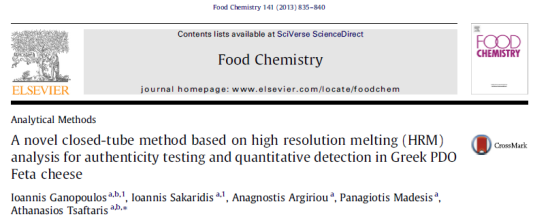 Food Chemistry 141 (2013) 835–840
Contents lists available at SciVerse ScienceDirect
Food Chemistry
journal homepage: www.elsevier.com/locate/foodchem
ELSEVIER
FOOD
CHEMISTRY
Analytical Methods
A novel closed-tube method based on high resolution melting (HRM)
analysis for authenticity testing and quantitative detection in Greek PDO
Feta cheese
CrossMark
Ioannis Ganopoulos a,b,1, Ioannis Sakaridis a,1, Anagnostis Argiriou a, Panagiotis Madesis a,
Athanasios Tsaftaris a,b,*